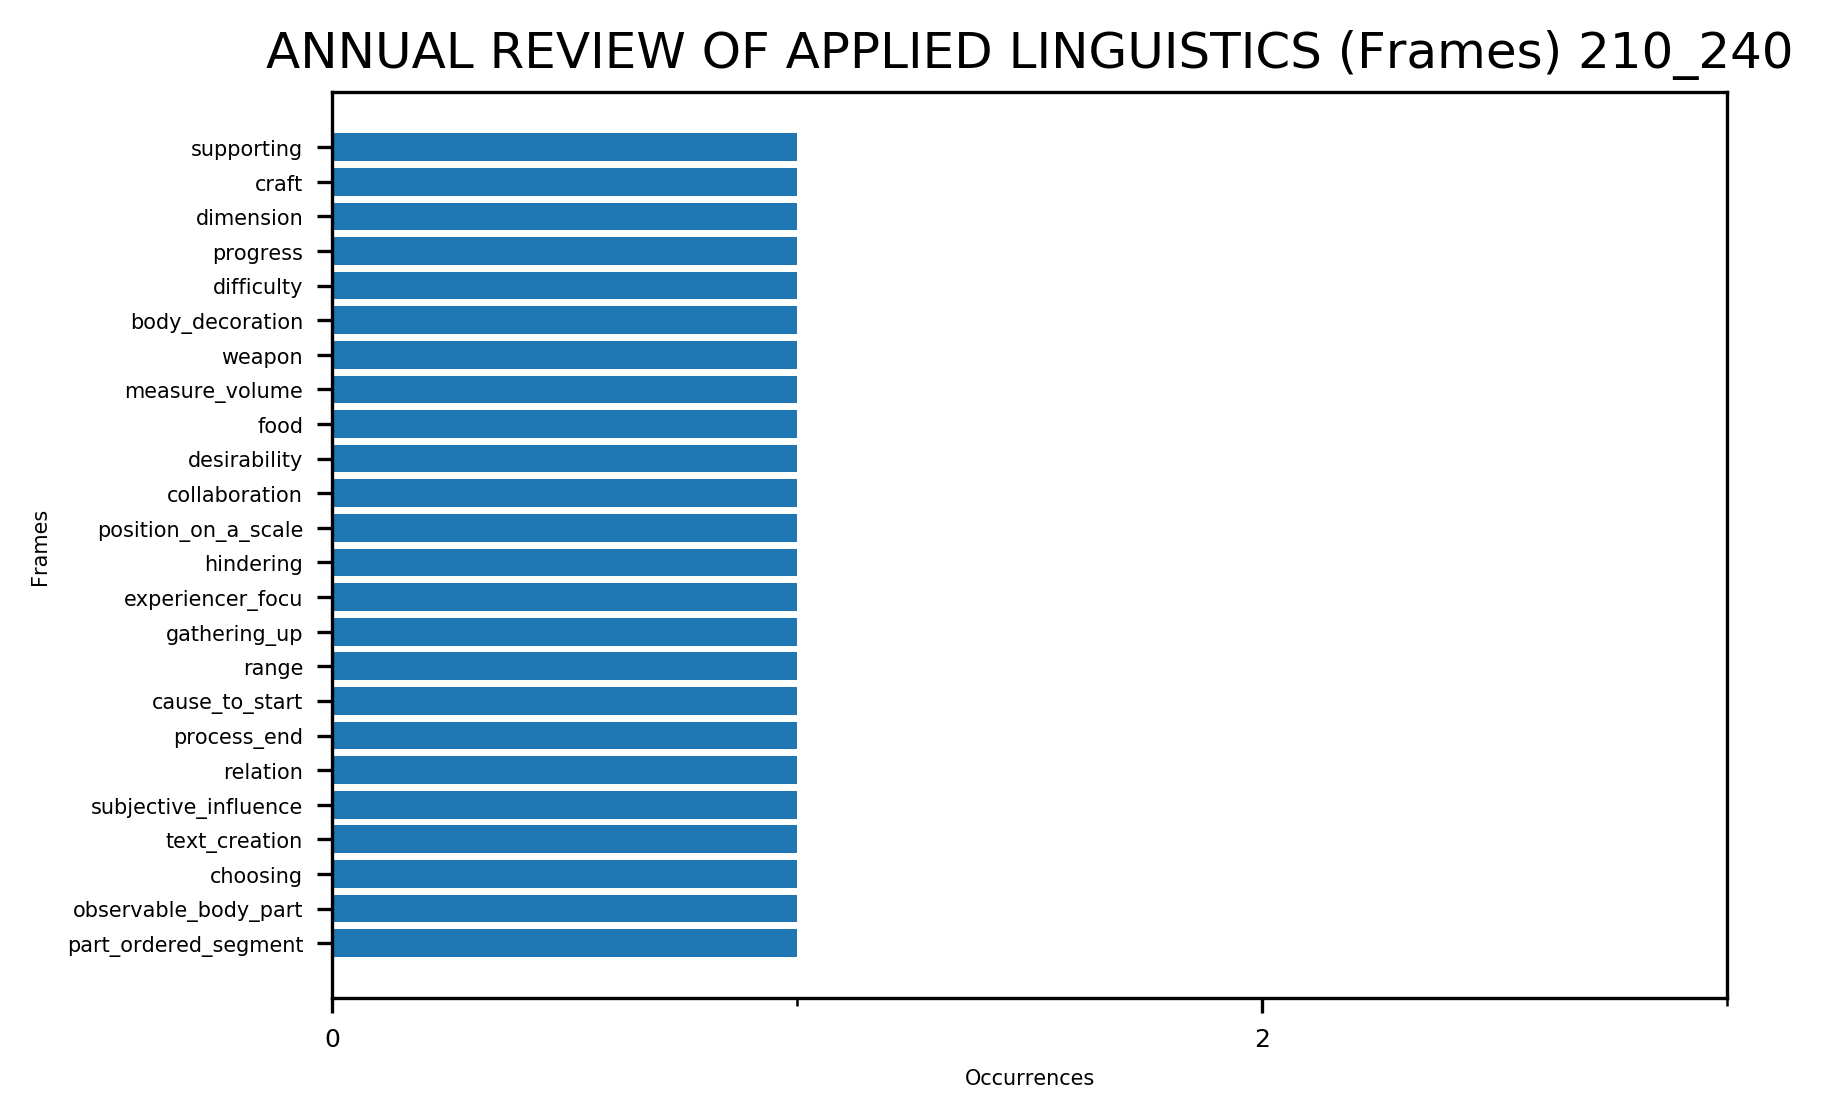 ANNUAL REVIEW OF APPLIED LINGUISTICS (Frames) 210_240
supporting
craft
dimension
progress
difficulty
body_decoration
weapon
measure_volume
food
desirability
collaboration
position_on_a_scale
hindering
experiencer_focu
gathering_up
range
cause_to_start
process_end
relation
subjective_influence
text_creation
choosing
observable_body_part
part_ordered_segment
Frames
0 2
Occurrences